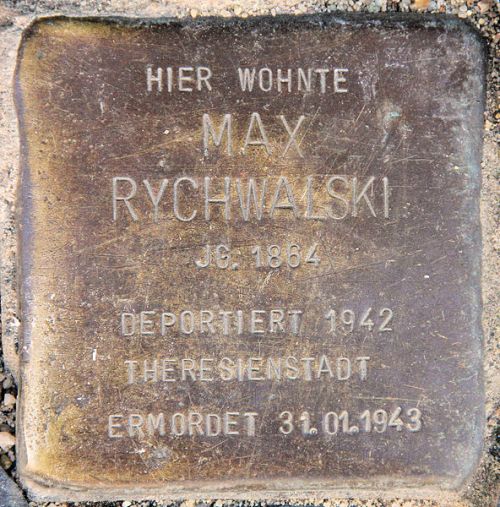 HIER WOHNTE
MAX
RYCHWALSKI
JG. 1864
DEPORTIERT 1942
THERESIENSTADT
ERMORDET 31.01.1943